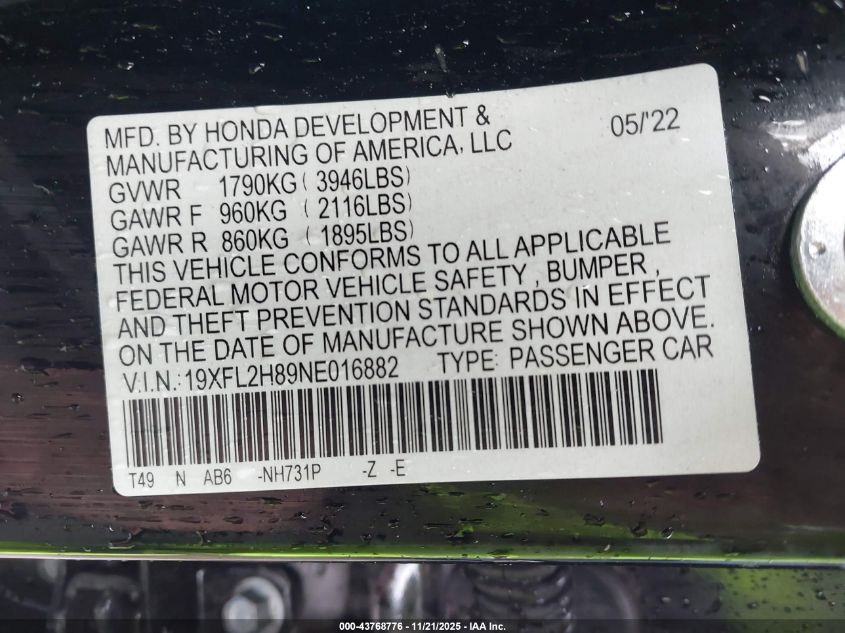 MFD. BY HONDA DEVELOPMENT & 05/'22
MANUFACTURING OF AMERICA, LLC
GVWR 1790KG (3946LBS)
GAWR F 960KG (2116LBS)
GAWR R 860KG (1895LBS)
THIS VEHICLE CONFORMS TO ALL APPLICABLE
FEDERAL MOTOR VEHICLE SAFETY, BUMPER,
AND THEFT PREVENTION STANDARDS IN EFFECT
ON THE DATE OF MANUFACTURE SHOWN ABOVE.
V.I.N.: 19XFL2H89NE016882 TYPE: PASSENGER CAR
T49 N AB6 -NH731P -Z -E
000-43768776 - 11/21/2025 - IAA Inc.